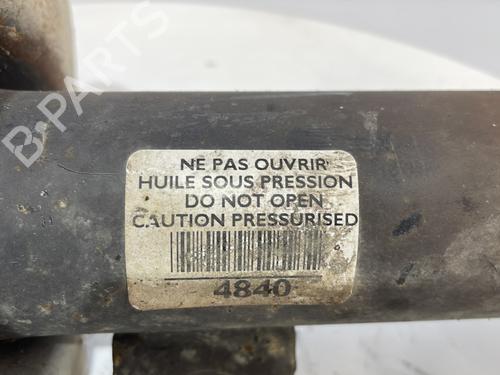 B-PARTS
NE PAS OUVRIR
HUILE SOUS PRESSION
DO NOT OPEN
CAUTION PRESSURISED
4840